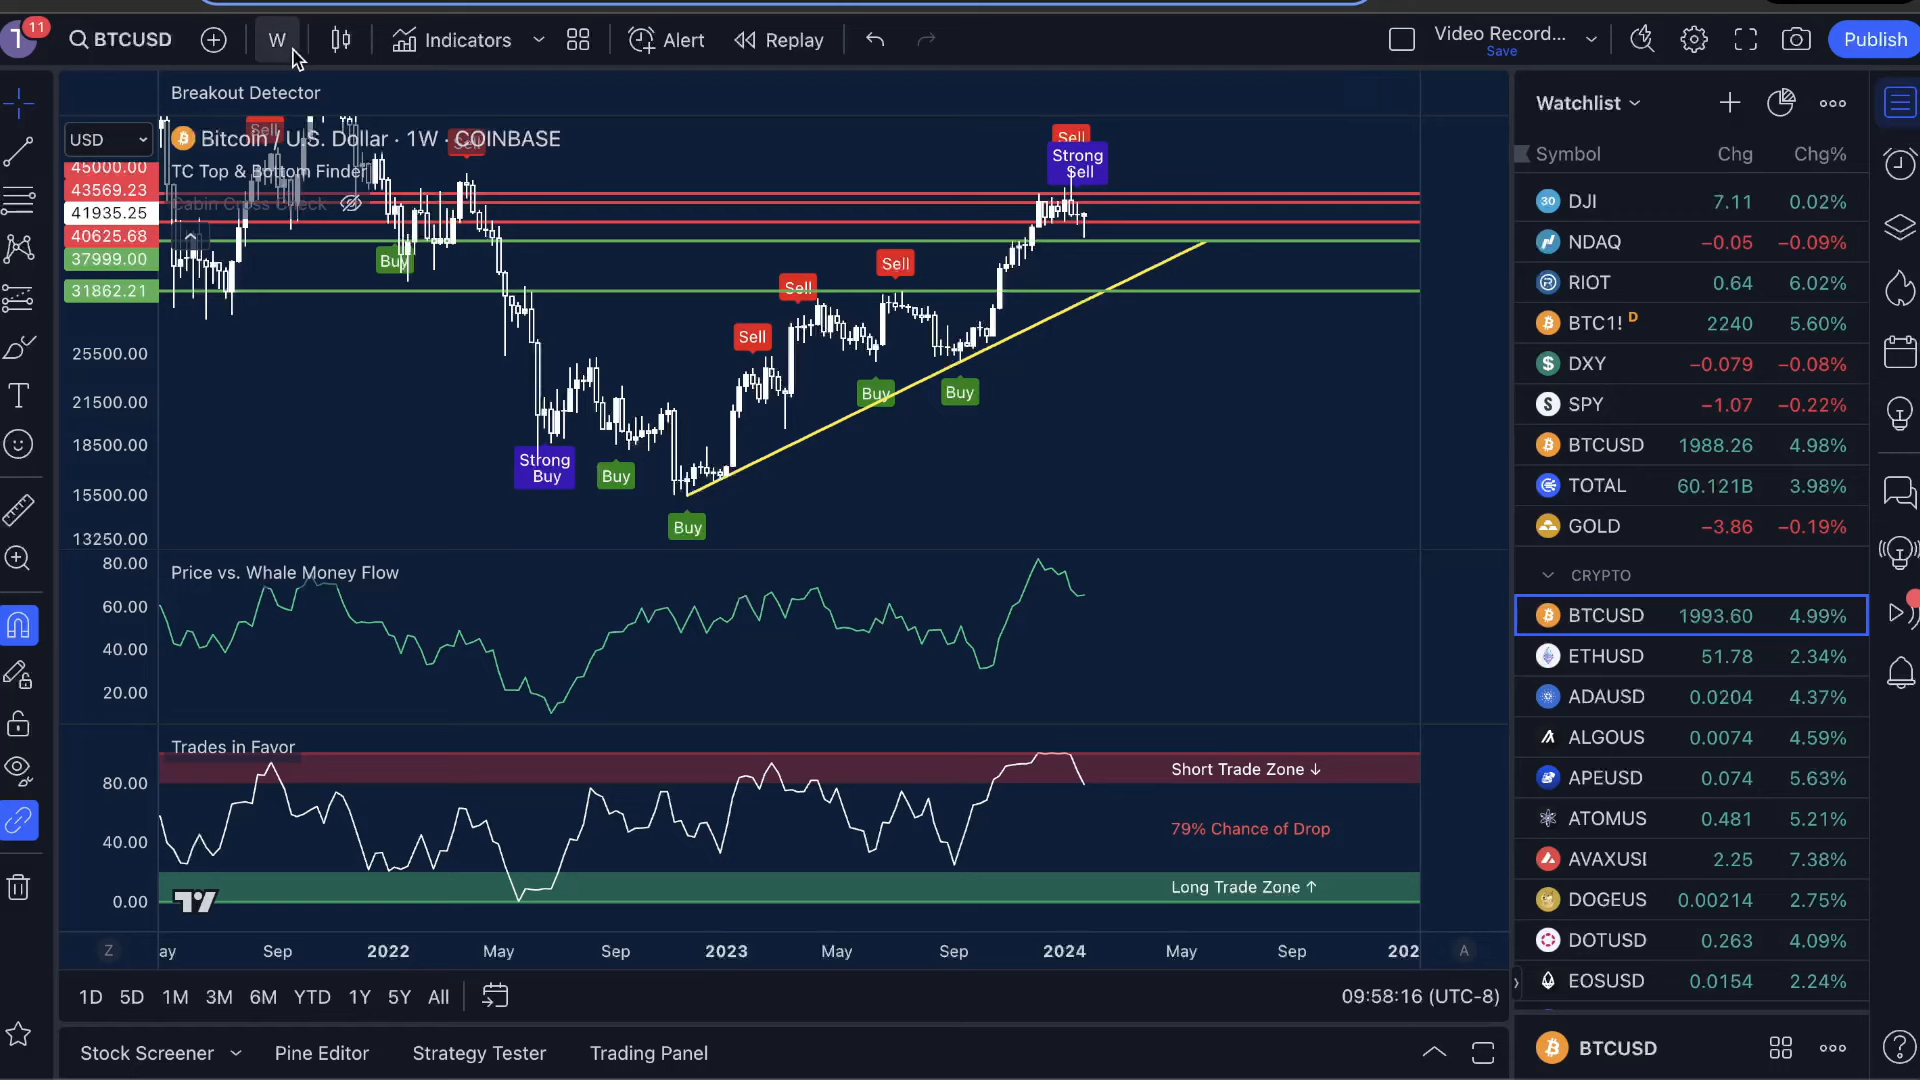 11
1
BTCUSD
W
Indicators
Alert
Replay
Video Record...
Save
Publish
Breakout Detector
USD
Bitcoin / U.S. Dollar · 1W · COINBASE
TC Top & Bottom Finder
Cabin Cross Check
45000.00
43569.23
41935.25
40625.68
37999.00
31862.21
25500.00
21500.00
18500.00
15500.00
13250.00
Sell
Sell
Buy
Strong
Buy
Buy
Buy
Sell
Sell
Buy
Sell
Buy
Sell
Strong
Sell
Price vs. Whale Money Flow
80.00
60.00
40.00
20.00
Trades in Favor
80.00
40.00
0.00
Short Trade Zone ↓
79% Chance of Drop
Long Trade Zone ↑
Z
ay
Sep
2022
May
Sep
2023
May
Sep
2024
May
Sep
202
A
1D 5D 1M 3M 6M YTD 1Y 5Y All
09:58:16 (UTC-8)
Stock Screener
Pine Editor
Strategy Tester
Trading Panel
Watchlist
Symbol Chg Chg%
30 DJI 7.11 0.02%
NDAQ −0.05 −0.09%
RIOT 0.64 6.02%
BTC1! D 2240 5.60%
$ DXY −0.079 −0.08%
S SPY −1.07 −0.22%
BTCUSD 1988.26 4.98%
TOTAL 60.121B 3.98%
GOLD −3.86 −0.19%
CRYPTO
BTCUSD 1993.60 4.99%
ETHUSD 51.78 2.34%
ADAUSD 0.0204 4.37%
ALGOUS 0.0074 4.59%
APEUSD 0.074 5.63%
ATOMUS 0.481 5.21%
AVAXUSI 2.25 7.38%
DOGEUS 0.00214 2.75%
DOTUSD 0.263 4.09%
EOSUSD 0.0154 2.24%
BTCUSD